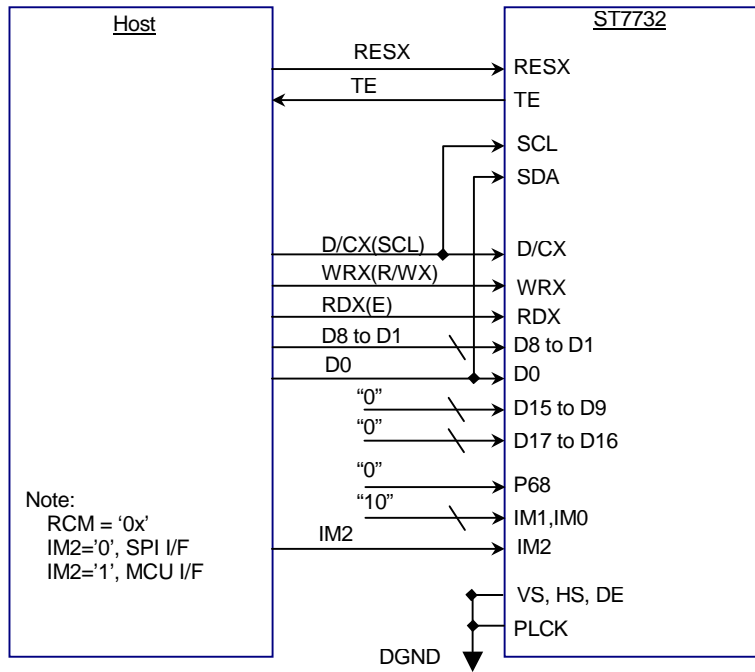 Host
ST7732
RESX
RESX
TE
TE
SCL
SDA
D/CX(SCL)
D/CX
WRX(R/WX)
WRX
RDX(E)
RDX
D8 to D1
D8 to D1
D0
D0
“0”
D15 to D9
“0”
D17 to D16
“0”
P68
“10”
IM1,IM0
IM2
IM2
Note:
RCM = ‘0x’
IM2=’0’, SPI I/F
IM2=’1’, MCU I/F
VS, HS, DE
PLCK
DGND